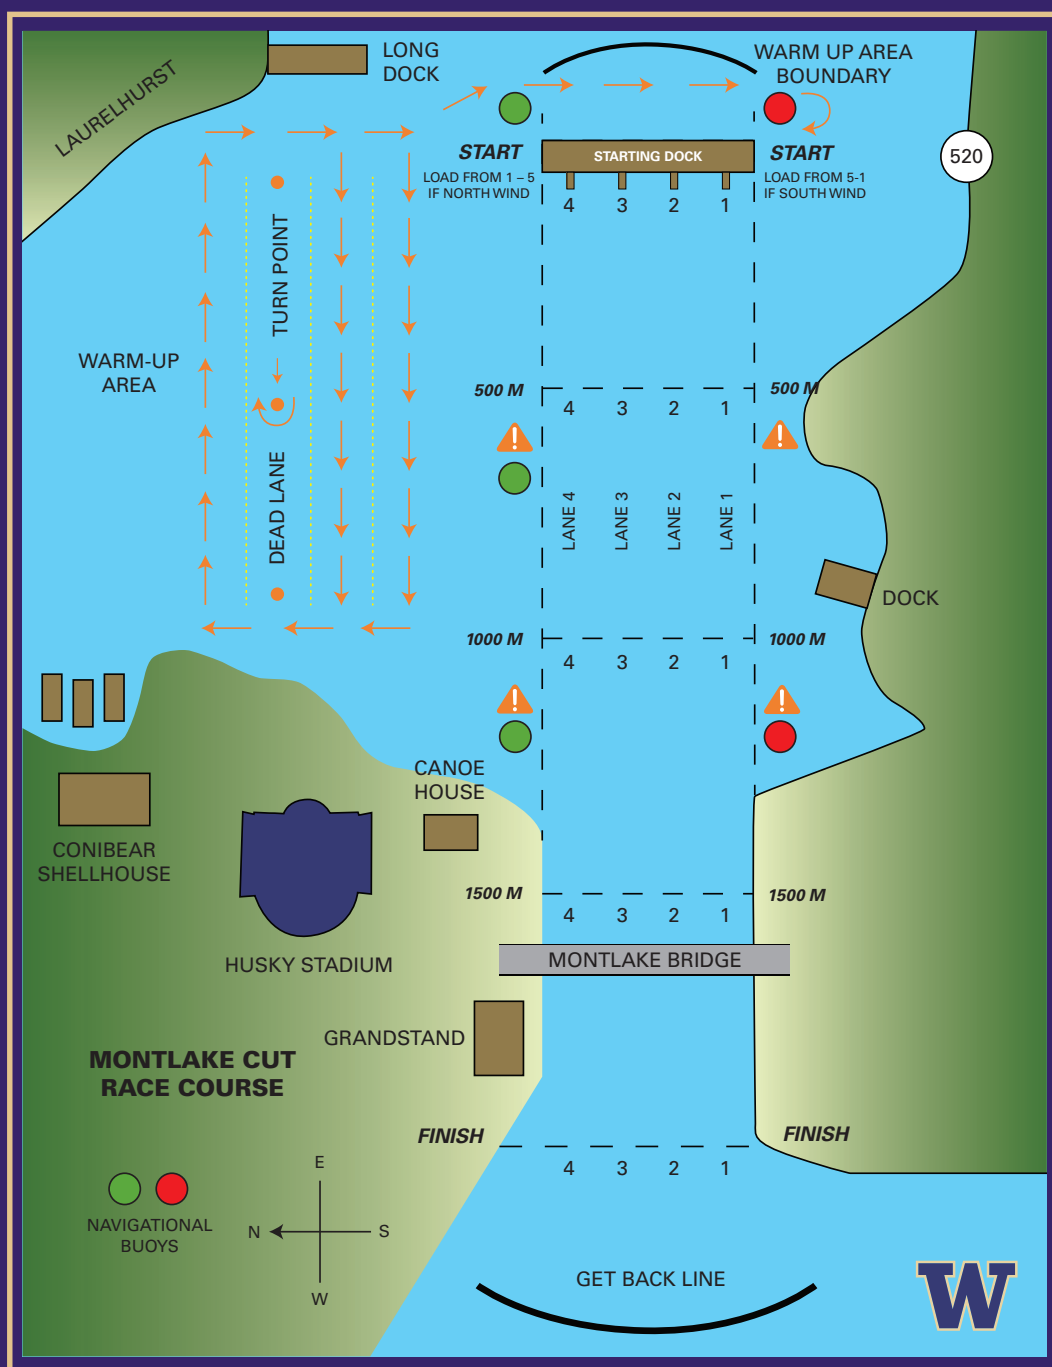 LONG
DOCK
WARM UP AREA
BOUNDARY
LAURELHURST
START
STARTING DOCK
START
520
LOAD FROM 1 – 5
IF NORTH WIND
LOAD FROM 5-1
IF SOUTH WIND
4 3 2 1
TURN POINT
WARM-UP
AREA
500 M
500 M
4 3 2 1
DEAD LANE
LANE 4
LANE 3
LANE 2
LANE 1
DOCK
1000 M
1000 M
4 3 2 1
CANOE
HOUSE
CONIBEAR
SHELLHOUSE
1500 M
1500 M
4 3 2 1
HUSKY STADIUM
MONTLAKE BRIDGE
GRANDSTAND
MONTLAKE CUT
RACE COURSE
FINISH
FINISH
4 3 2 1
E
N S
W
NAVIGATIONAL
BUOYS
GET BACK LINE
W